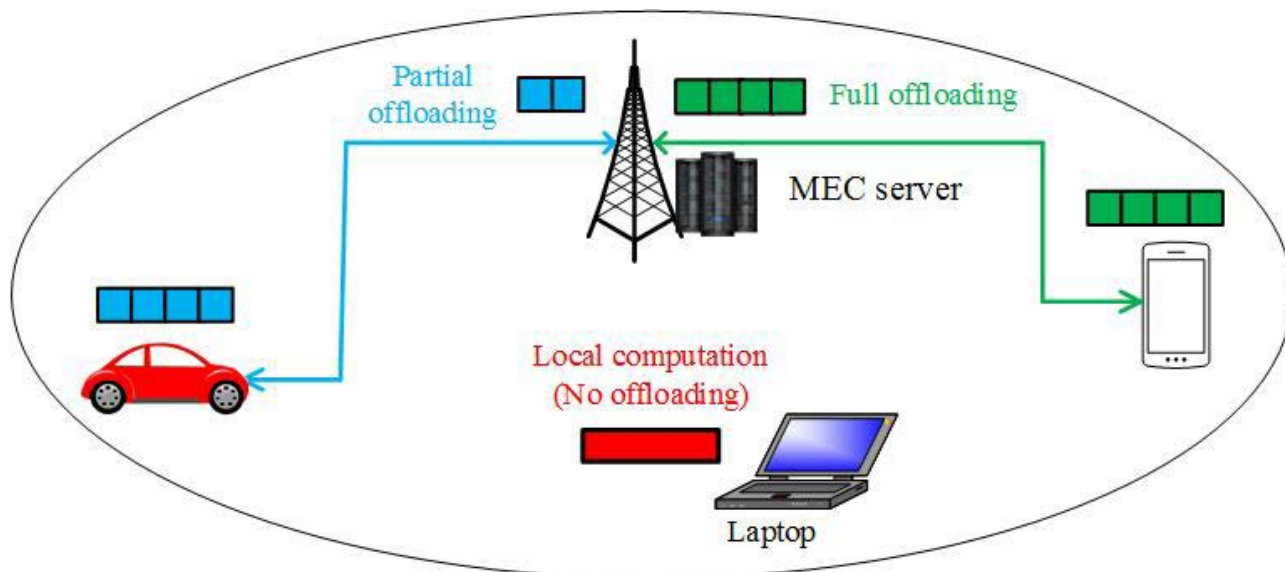 Partial
offloading
Full offloading
MEC server
Local computation
(No offloading)
Laptop